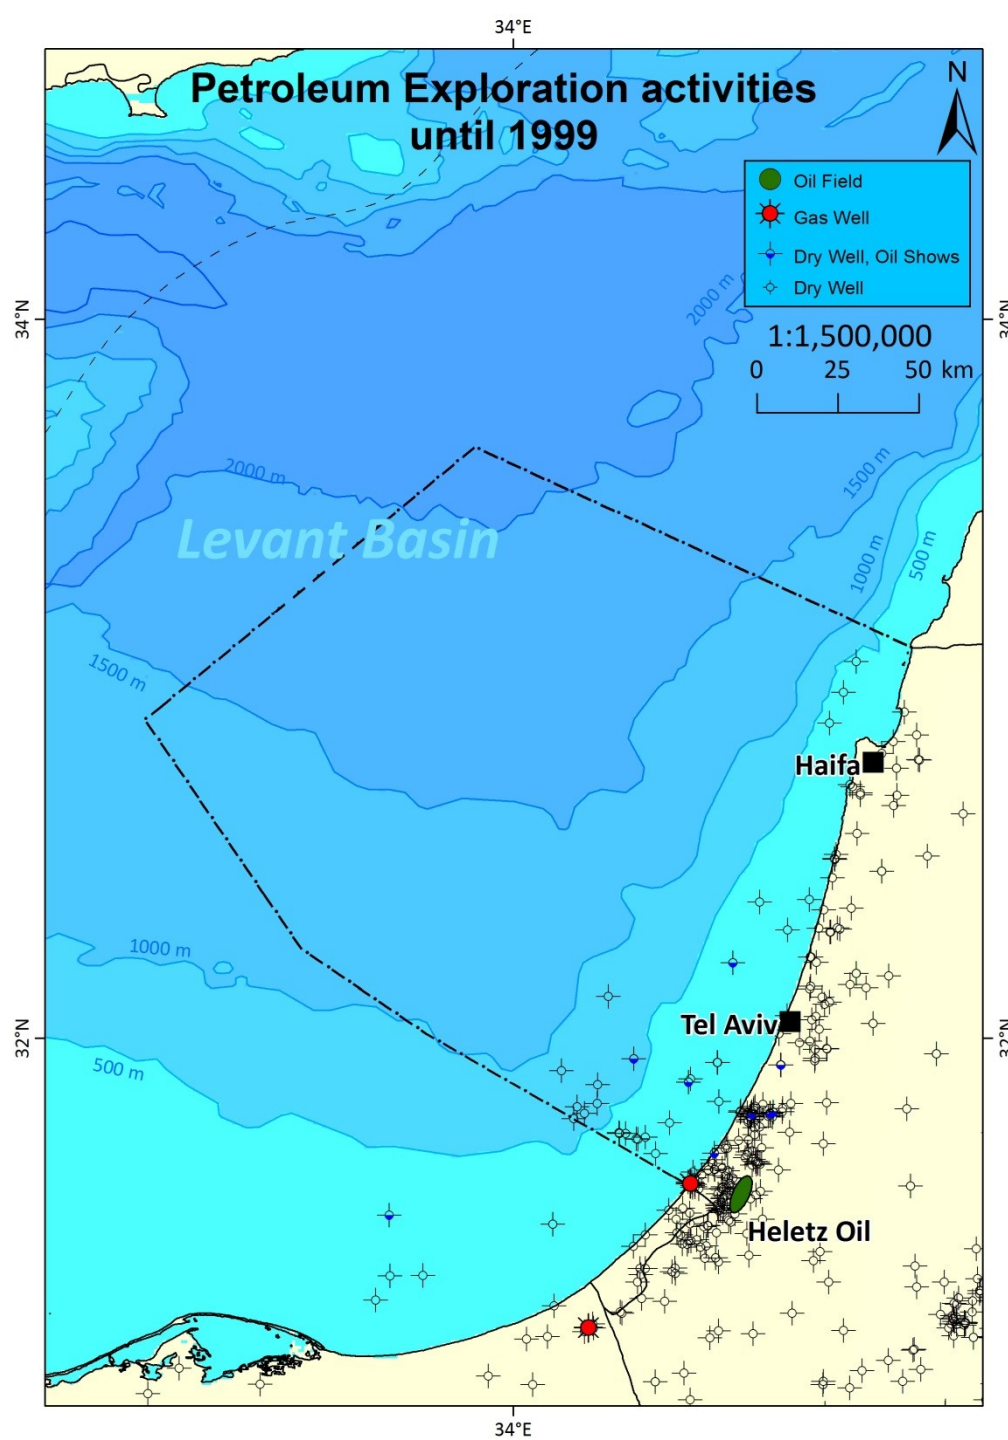 34°E
Petroleum Exploration activities
until 1999
N
Oil Field
Gas Well
Dry Well, Oil Shows
Dry Well
34°N
34°N
2000 m
1:1,500,000
0 25 50 km
2000 m
1500 m
Levant Basin
1000 m
500 m
1500 m
Haifa
1000 m
Tel Aviv
32°N
32°N
500 m
Heletz Oil
34°E